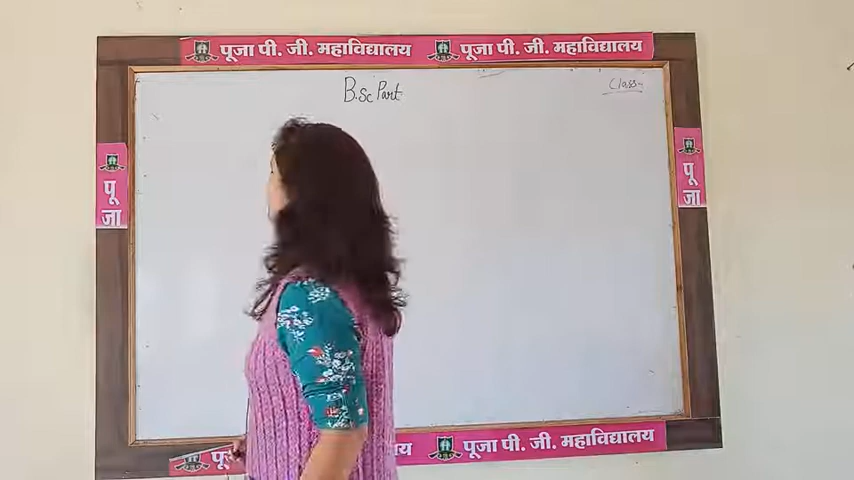 पूजा पी. जी. महाविद्यालय पूजा पी. जी. महाविद्यालय
B.Sc Part
Class-
पूजा
पूजा
पूजा पी. जी. महाविद्यालय